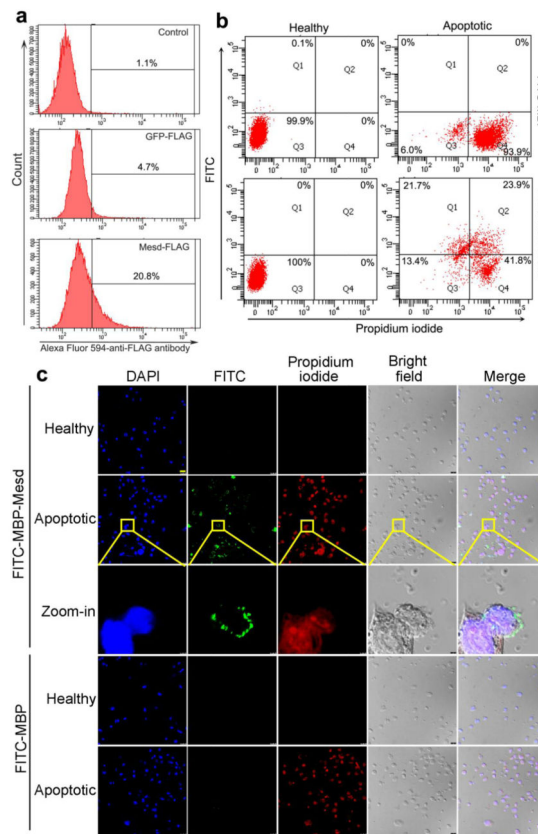 a
Control
1.1%
GFP-FLAG
4.7%
Mesd-FLAG
20.8%
Count
Alexa Fluor 594-anti-FLAG antibody
b
Healthy
Apoptotic
0.1%
0%
0%
0%
Q1
Q2
Q1
Q2
99.9%
0%
Q3
Q4
6.0%
Q3
Q4
93.9%
0%
0%
21.7%
23.9%
Q1
Q2
Q1
Q2
100%
0%
13.4%
41.8%
Q3
Q4
Q3
Q4
FITC
Propidium iodide
c
DAPI
FITC
Propidium
iodide
Bright
field
Merge
FITC-MBP-Mesd
Healthy
Apoptotic
Zoom-in
FITC-MBP
Healthy
Apoptotic